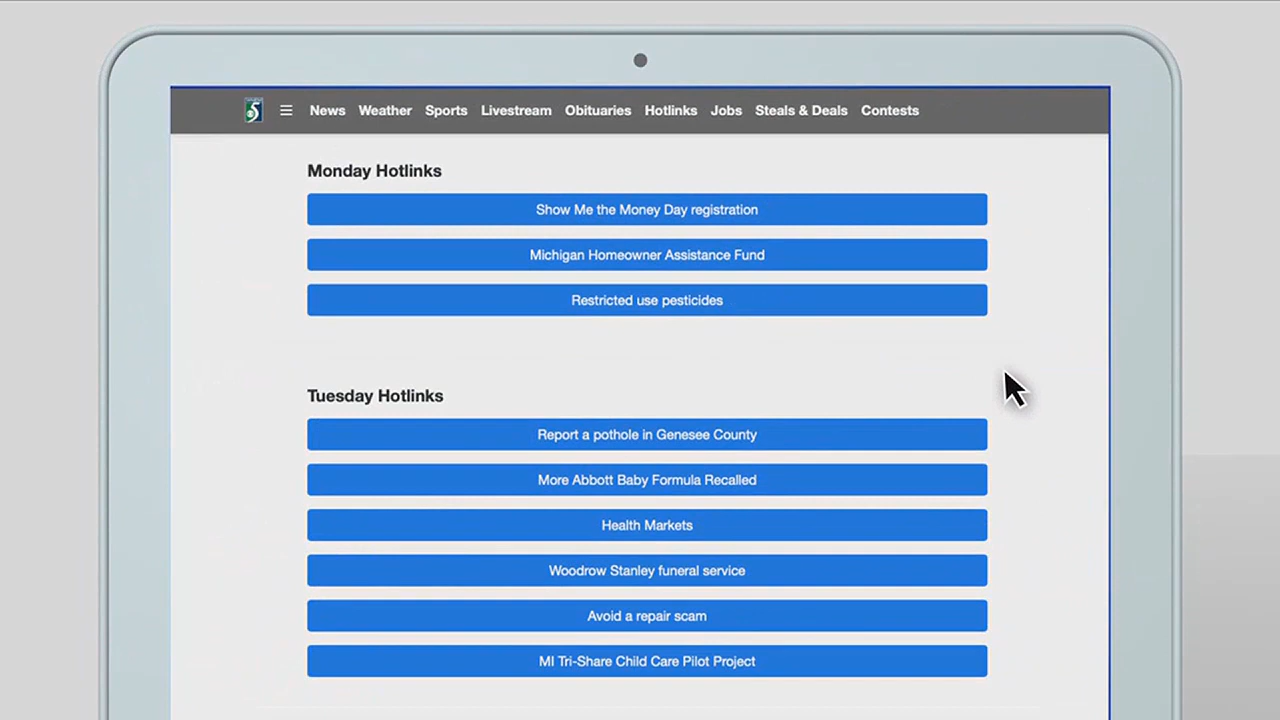 5
News Weather Sports Livestream Obituaries Hotlinks Jobs Steals & Deals Contests
Monday Hotlinks
Show Me the Money Day registration
Michigan Homeowner Assistance Fund
Restricted use pesticides
Tuesday Hotlinks
Report a pothole in Genesee County
More Abbott Baby Formula Recalled
Health Markets
Woodrow Stanley funeral service
Avoid a repair scam
MI Tri-Share Child Care Pilot Project